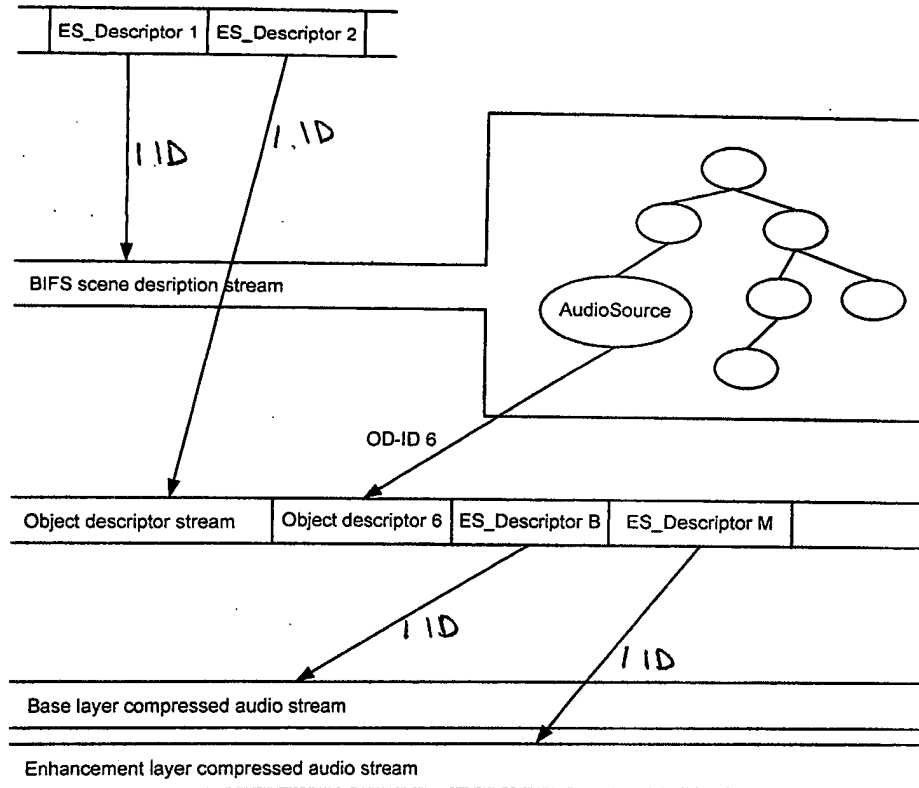 ES_Descriptor 1 ES_Descriptor 2
1 ID
1. ID
BIFS scene desription stream
AudioSource
OD-ID 6
Object descriptor stream Object descriptor 6 ES_Descriptor B ES_Descriptor M
1 ID
1 ID
Base layer compressed audio stream
Enhancement layer compressed audio stream